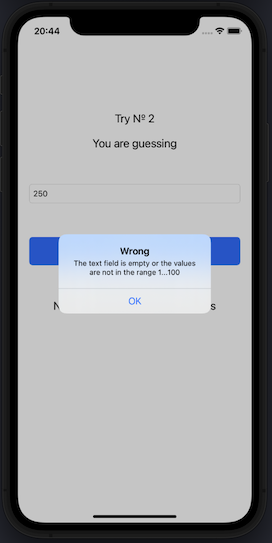 20:44
Try Nº 2
You are guessing
250
Wrong
The text field is empty or the values
are not in the range 1...100
OK